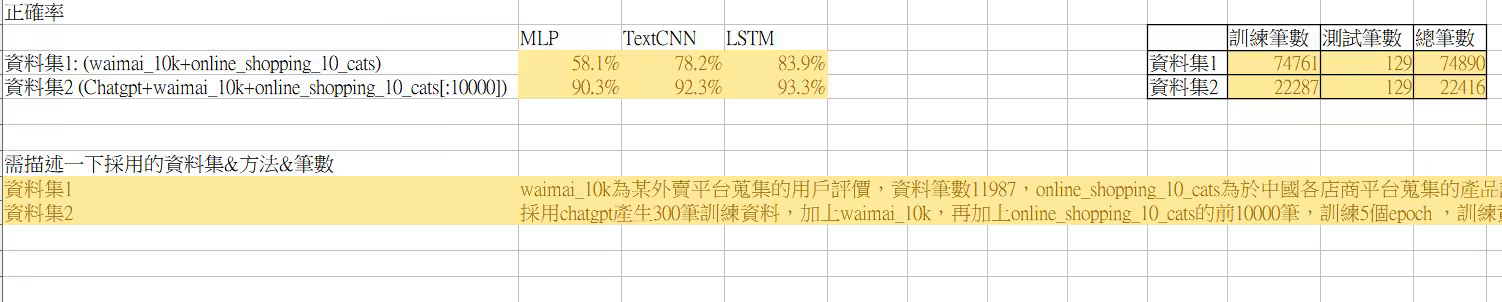 正確率
MLP TextCNN LSTM 訓練筆數 測試筆數 總筆數
資料集1: (waimai_10k+online_shopping_10_cats) 58.1% 78.2% 83.9% 資料集1 74761 129 74890
資料集2 (Chatgpt+waimai_10k+online_shopping_10_cats[:10000]) 90.3% 92.3% 93.3% 資料集2 22287 129 22416
需描述一下採用的資料集&方法&筆數
資料集1 waimai_10k為某外賣平台蒐集的用戶評價，資料筆數11987，online_shopping_10_cats為於中國各店商平台蒐集的產品
資料集2 採用chatgpt產生300筆訓練資料，加上waimai_10k，再加上online_shopping_10_cats的前10000筆，訓練5個epoch ，訓練